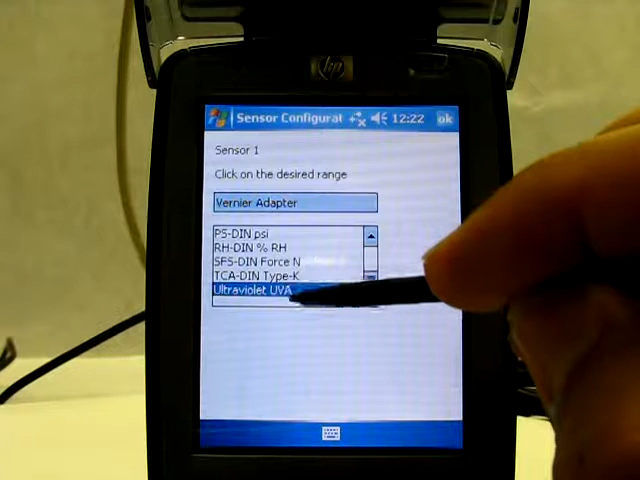 hp
Sensor Configurat 12:22 ok
Sensor 1
Click on the desired range
Vernier Adapter
PS-DIN psi
RH-DIN % RH
SFS-DIN Force N
TCA-DIN Type-K
Ultraviolet UVA